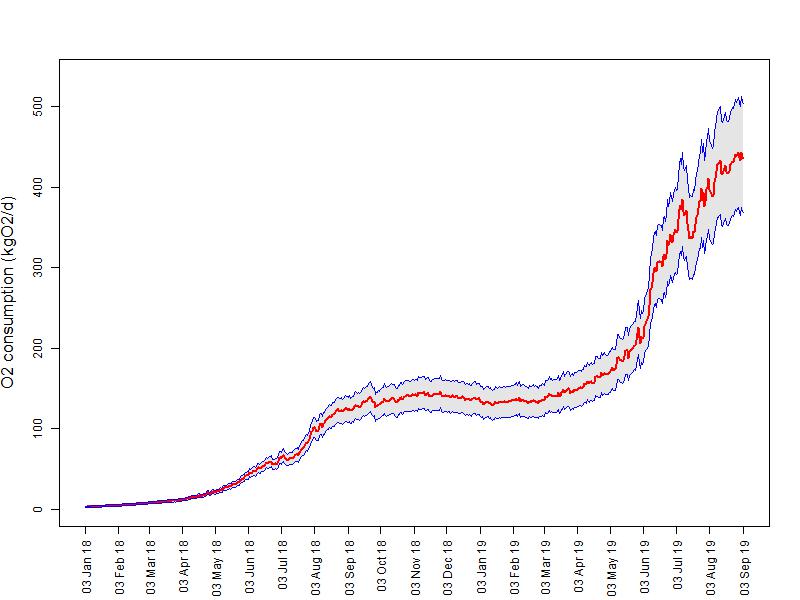 O2 consumption (kgO2/d)
500
400
300
200
100
0
03 Jan 18
03 Feb 18
03 Mar 18
03 Apr 18
03 May 18
03 Jun 18
03 Jul 18
03 Aug 18
03 Sep 18
03 Oct 18
03 Nov 18
03 Dec 18
03 Jan 19
03 Feb 19
03 Mar 19
03 Apr 19
03 May 19
03 Jun 19
03 Jul 19
03 Aug 19
03 Sep 19